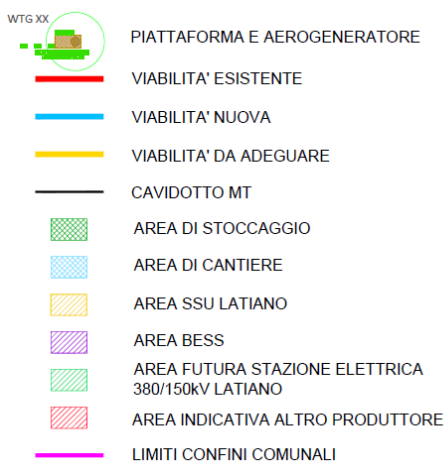 WTG XX
PIATTAFORMA E AEROGENERATORE
VIABILITA' ESISTENTE
VIABILITA' NUOVA
VIABILITA' DA ADEGUARE
CAVIDOTTO MT
AREA DI STOCCAGGIO
AREA DI CANTIERE
AREA SSU LATIANO
AREA BESS
AREA FUTURA STAZIONE ELETTRICA
380/150kV LATIANO
AREA INDICATIVA ALTRO PRODUTTORE
LIMITI CONFINI COMUNALI